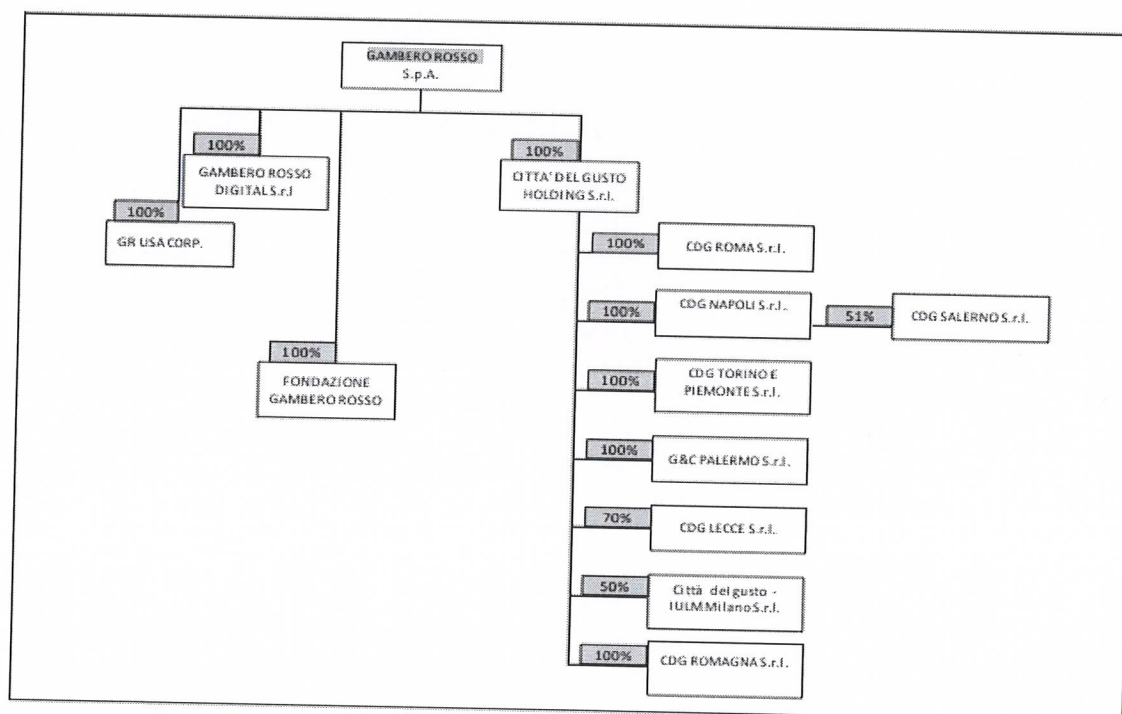 GAMBERO ROSSO
S.p.A.
100%
GAMBERO ROSSO
DIGITAL S.r.l
100%
GR USA CORP.
100%
FONDAZIONE
GAMBERO ROSSO
100%
CITTA' DEL GUSTO
HOLDING S.r.l.
100%
CDG ROMA S.r.l.
100%
CDG NAPOLI S.r.l.
51%
CDG SALERNO S.r.l.
100%
CDG TORINO E
PIEMONTE S.r.l.
100%
G&C PALERMO S.r.l.
70%
CDG LECCE S.r.l.
50%
Città del gusto -
IULM Milano S.r.l.
100%
CDG ROMAGNA S.r.l.